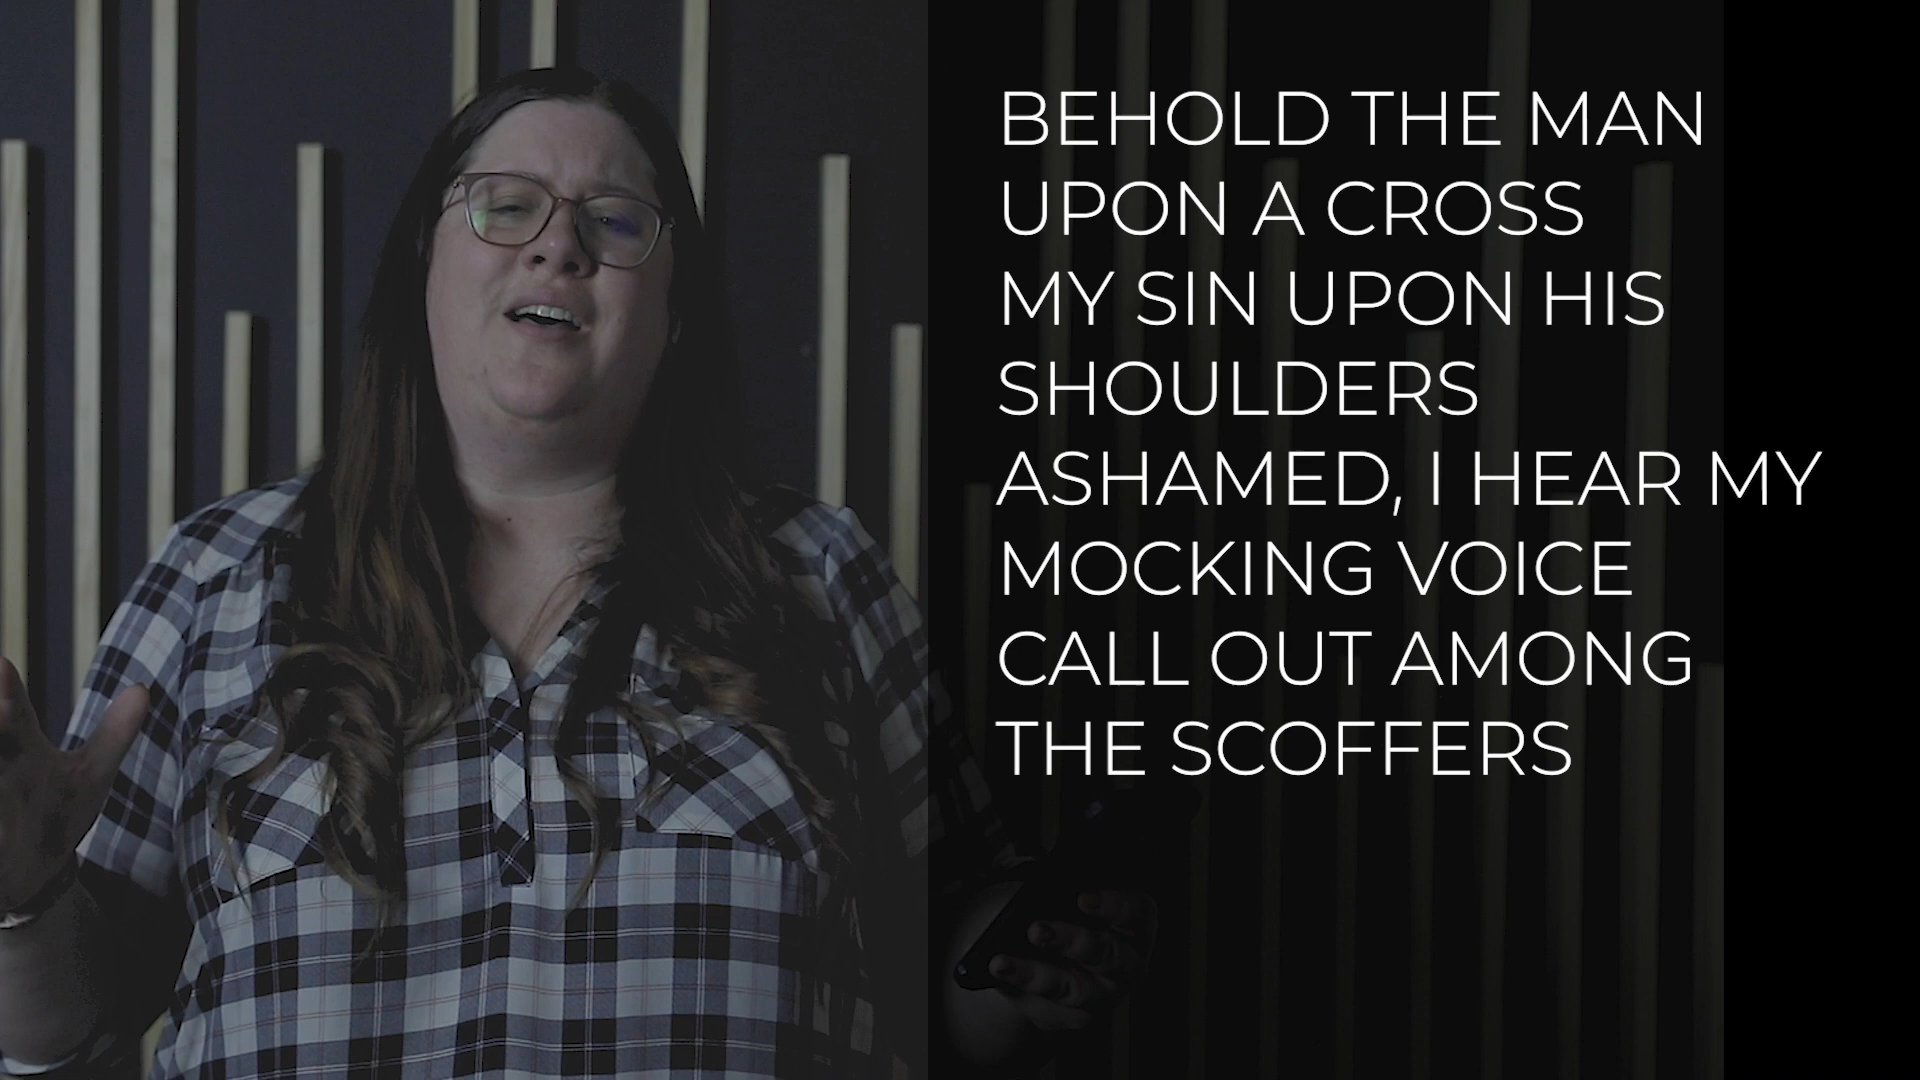 BEHOLD THE MAN
UPON A CROSS
MY SIN UPON HIS
SHOULDERS
ASHAMED, I HEAR MY
MOCKING VOICE
CALL OUT AMONG
THE SCOFFERS